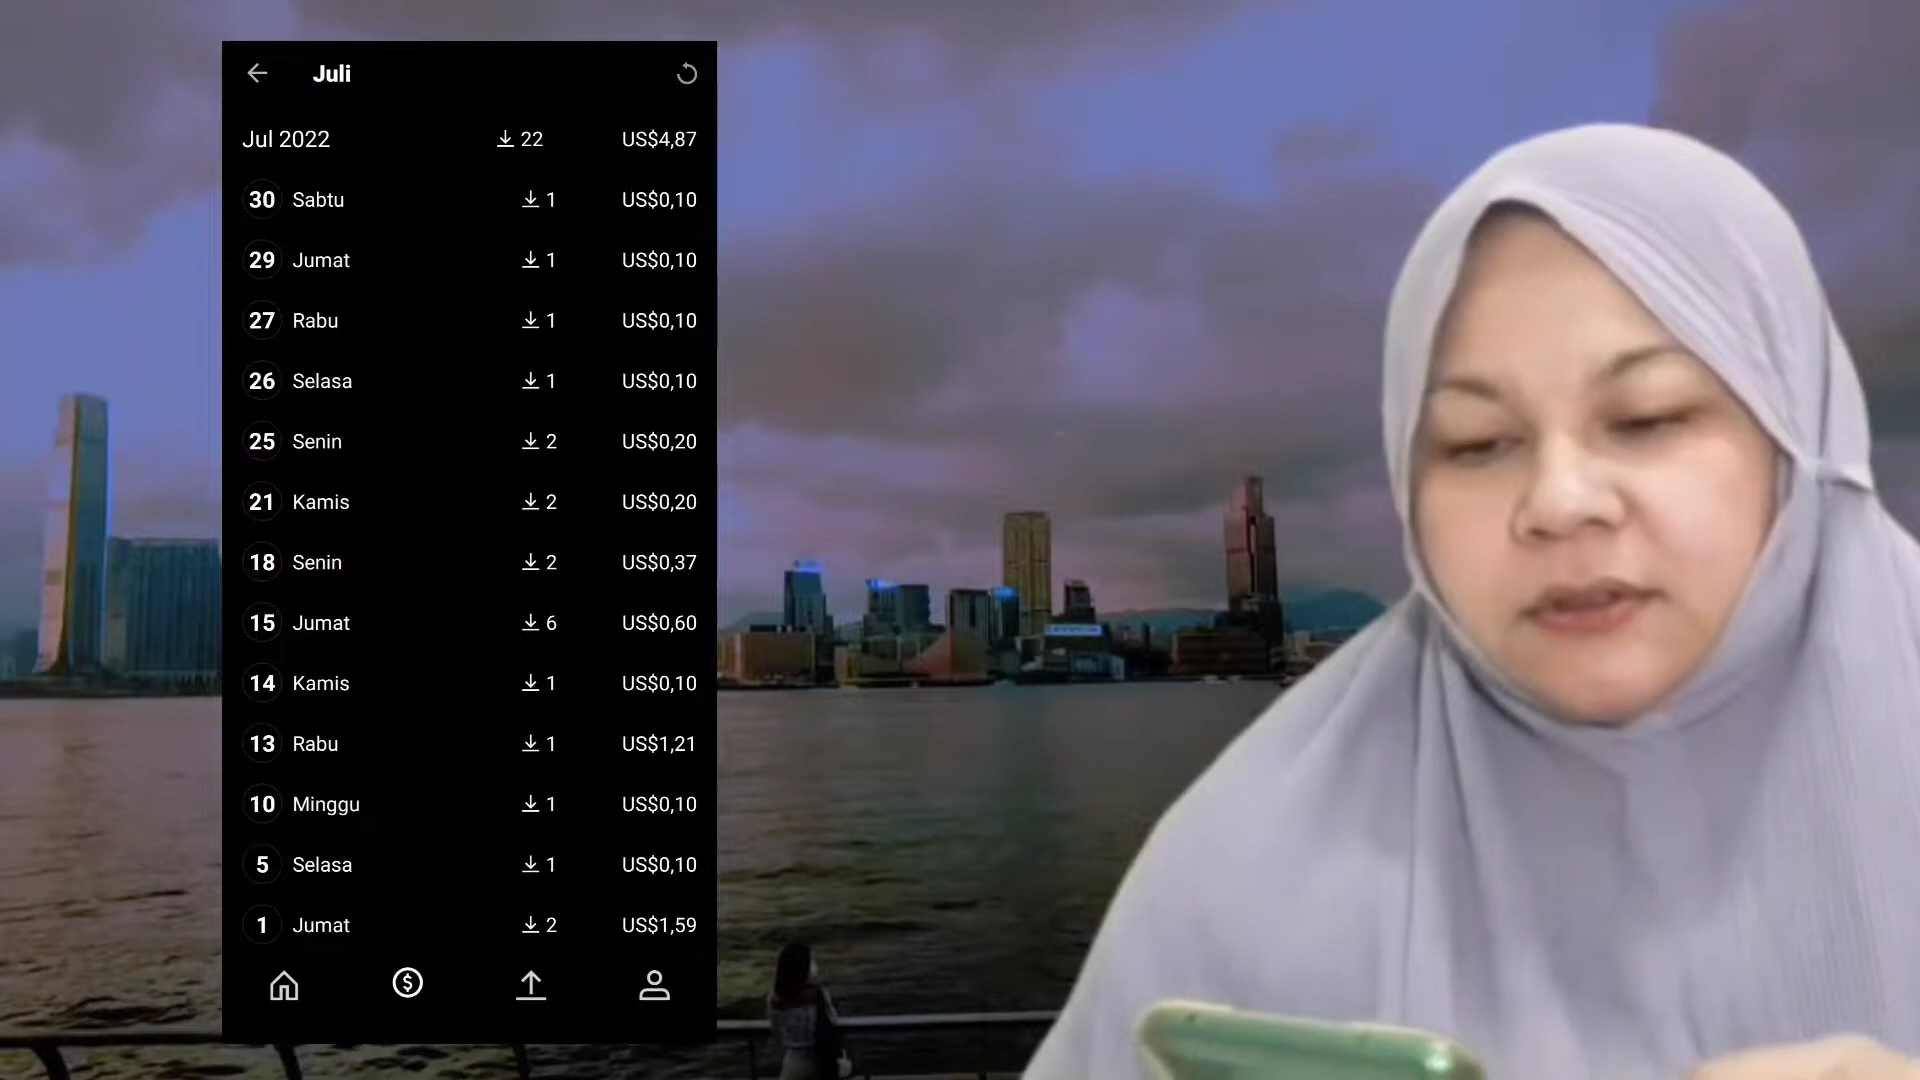 Juli
Jul 2022 22 US$4,87
30 Sabtu 1 US$0,10
29 Jumat 1 US$0,10
27 Rabu 1 US$0,10
26 Selasa 1 US$0,10
25 Senin 2 US$0,20
21 Kamis 2 US$0,20
18 Senin 2 US$0,37
15 Jumat 6 US$0,60
14 Kamis 1 US$0,10
13 Rabu 1 US$1,21
10 Minggu 1 US$0,10
5 Selasa 1 US$0,10
1 Jumat 2 US$1,59